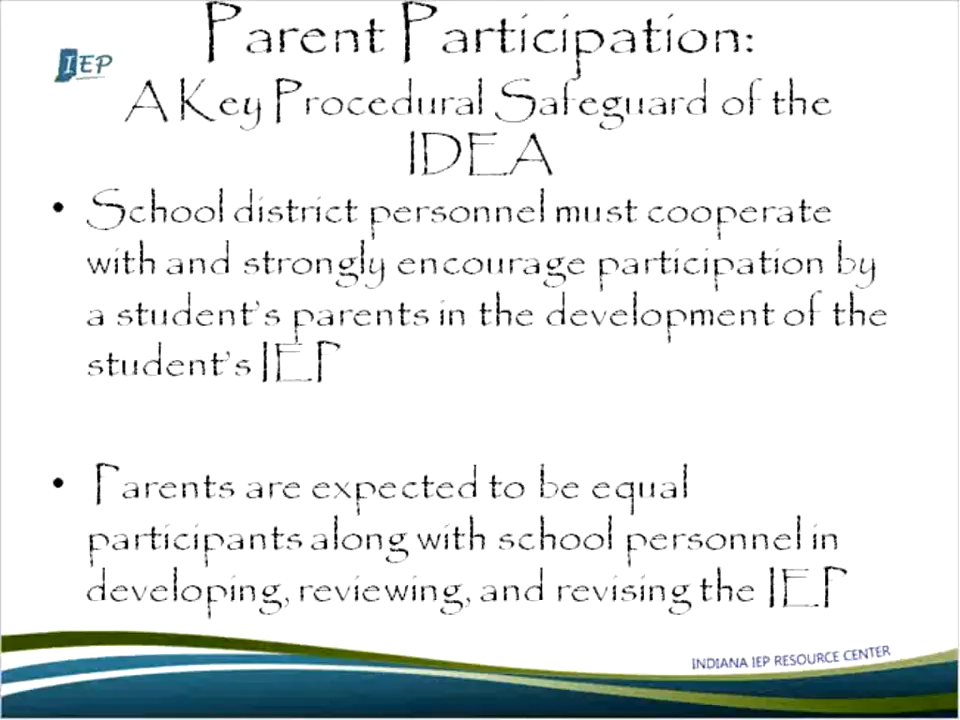 Parent Participation:
IEP
A Key Procedural Safeguard of the
IDEA
• School district personnel must cooperate
with and strongly encourage participation by
a student's parents in the development of the
student's IEP
• Parents are expected to be equal
participants along with school personnel in
developing, reviewing, and revising the IEP
INDIANA IEP RESOURCE CENTER